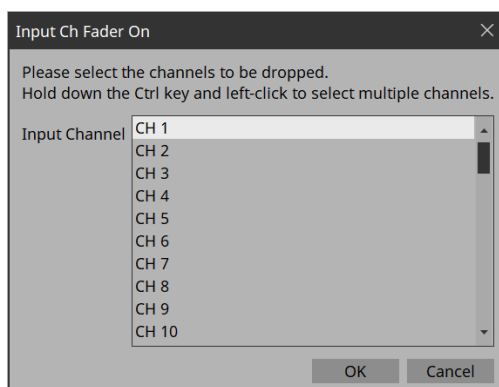 Input Ch Fader On
Please select the channels to be dropped.
Hold down the Ctrl key and left-click to select multiple channels.
Input Channel
CH 1
CH 2
CH 3
CH 4
CH 5
CH 6
CH 7
CH 8
CH 9
CH 10
OK Cancel